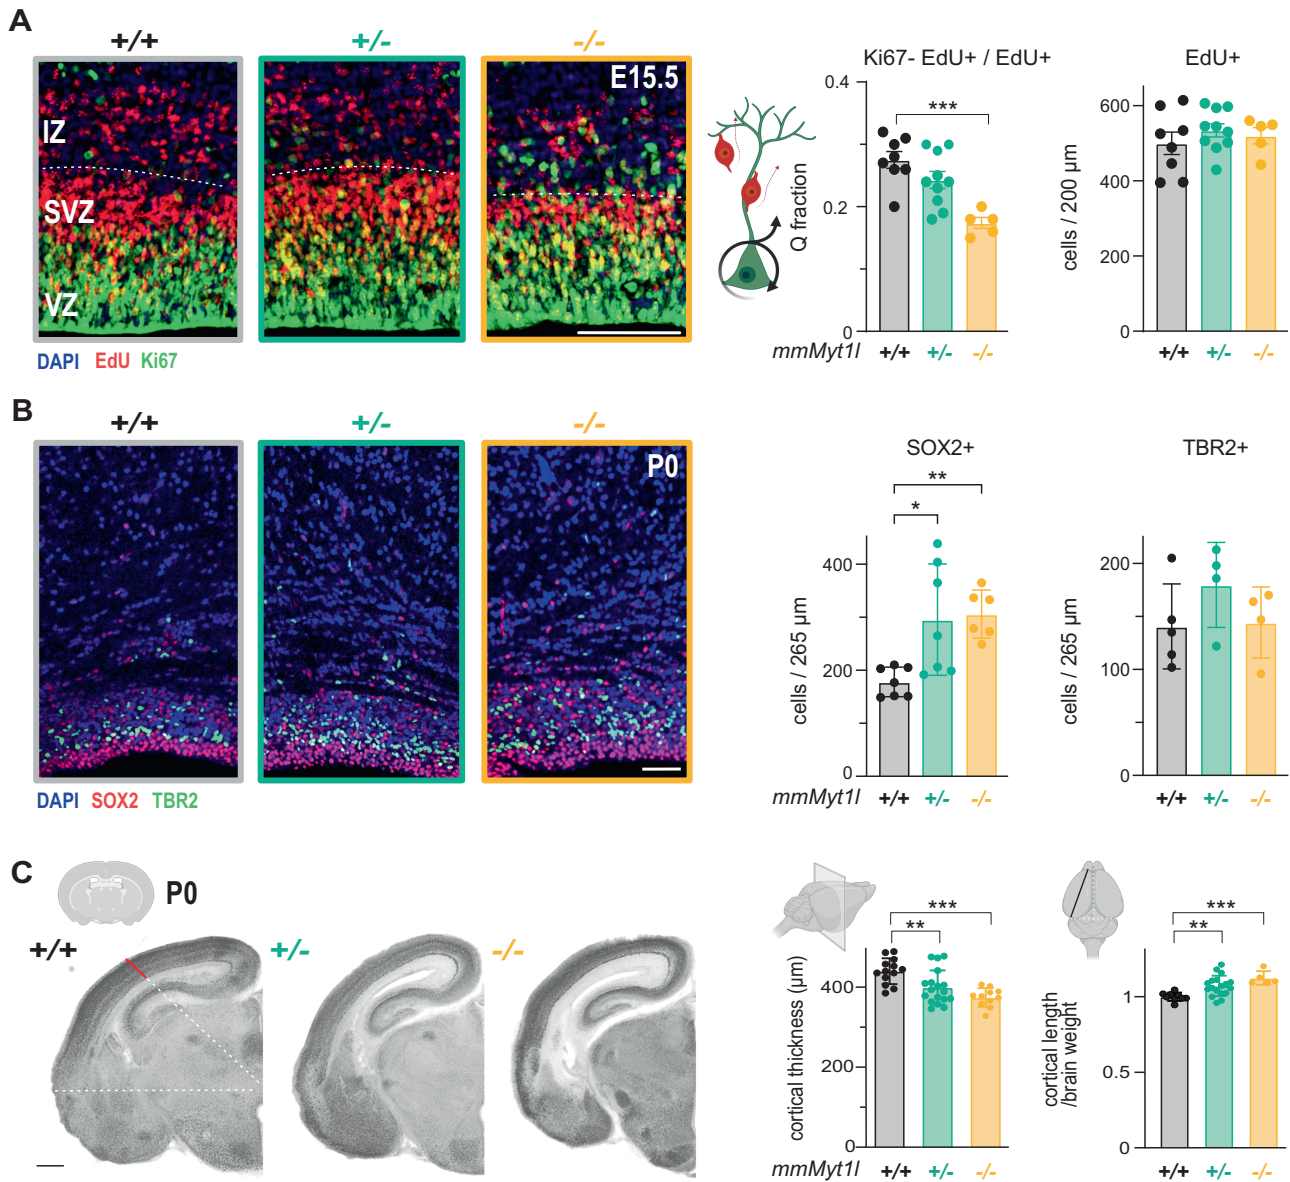 A
+/+
+/-
-/-
E15.5
IZ
SVZ
VZ
DAPI EdU Ki67
Q fraction
Ki67- EdU+ / EdU+
***
0.4
0.2
0
mmMyt1l +/+ +/- -/-
EdU+
cells / 200 µm
600
400
200
0
+/+ +/- -/-
B
+/+
+/-
-/-
P0
DAPI SOX2 TBR2
SOX2+
**
*
cells / 265 µm
400
200
0
mmMyt1l +/+ +/- -/-
TBR2+
cells / 265 µm
200
100
0
+/+ +/- -/-
C
P0
+/+
+/-
-/-
***
**
cortical thickness (µm)
400
200
0
mmMyt1l +/+ +/- -/-
***
**
cortical length
/brain weight
1
0.5
0
+/+ +/- -/-